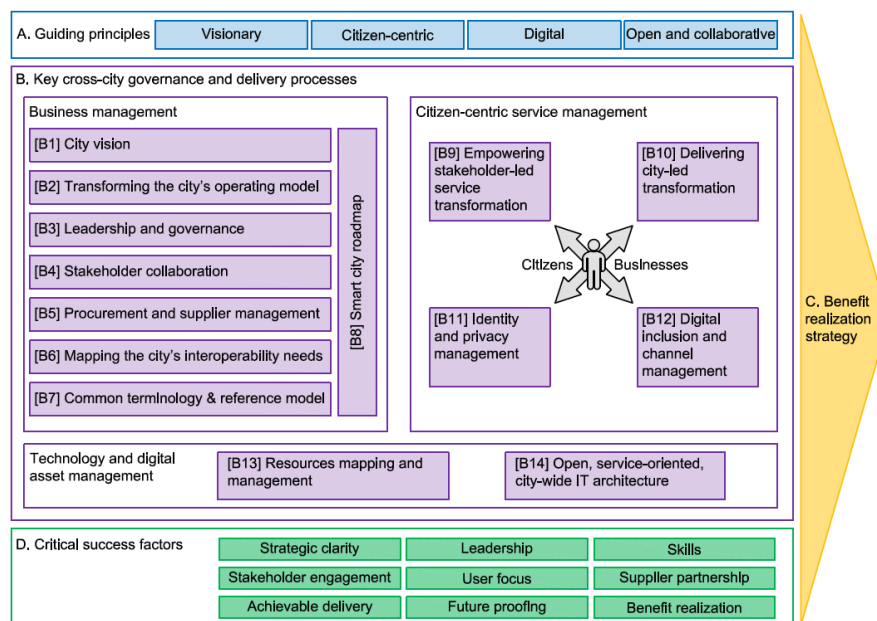 A. Guiding principles
Visionary
Citizen-centric
Digital
Open and collaborative
B. Key cross-city governance and delivery processes
Business management
[B1] City vision
[B2] Transforming the city's operating model
[B3] Leadership and governance
[B4] Stakeholder collaboration
[B5] Procurement and supplier management
[B6] Mapping the city's interoperability needs
[B7] Common terminology & reference model
[B8] Smart city roadmap
Citizen-centric service management
[B9] Empowering
stakeholder-led
service
transformation
[B10] Delivering
city-led
transformation
Citizens
Businesses
[B11] Identity
and privacy
management
[B12] Digital
inclusion and
channel
management
Technology and digital
asset management
[B13] Resources mapping and
management
[B14] Open, service-oriented,
city-wide IT architecture
C. Benefit
realization
strategy
D. Critical success factors
Strategic clarity
Leadership
Skills
Stakeholder engagement
User focus
Supplier partnership
Achievable delivery
Future proofing
Benefit realization